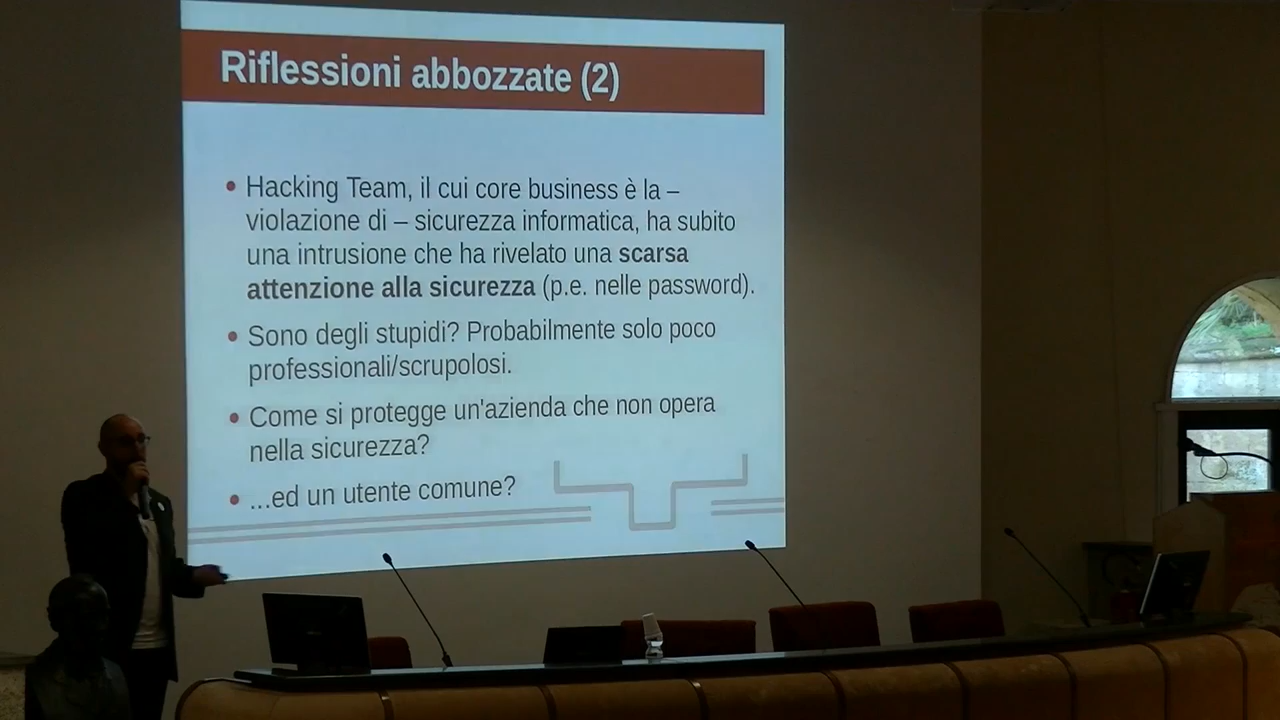 Riflessioni abbozzate (2)
• Hacking Team, il cui core business è la –
violazione di – sicurezza informatica, ha subito
una intrusione che ha rivelato una scarsa
attenzione alla sicurezza (p.e. nelle password).
• Sono degli stupidi? Probabilmente solo poco
professionali/scrupolosi.
• Come si protegge un'azienda che non opera
nella sicurezza?
• ...ed un utente comune?